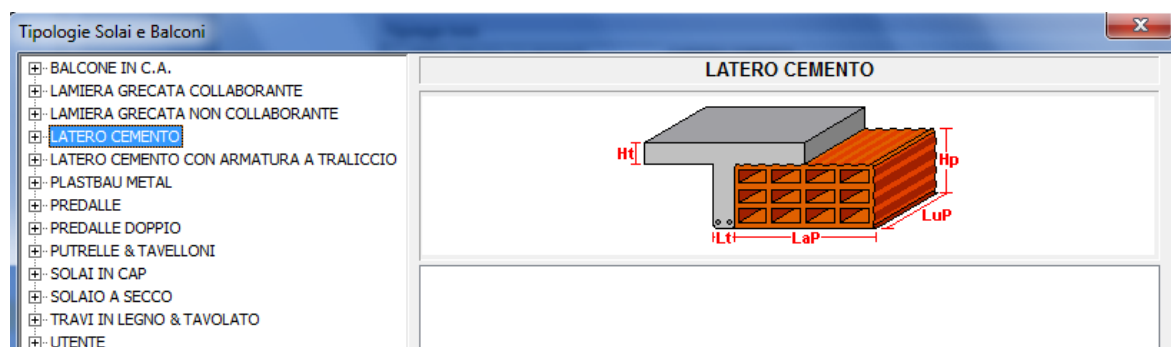 Tipologie Solai e Balconi
x
BALCONE IN C.A.
LAMIERA GRECATA COLLABORANTE
LAMIERA GRECATA NON COLLABORANTE
LATERO CEMENTO
LATERO CEMENTO CON ARMATURA A TRALICCIO
PLASTBAU METAL
PREDALLE
PREDALLE DOPPIO
PUTRELLE & TAVELLONI
SOLAI IN CAP
SOLAIO A SECCO
TRAVI IN LEGNO & TAVOLATO
UTENTE
LATERO CEMENTO
Ht
Hp
LuP
Lt
LaP